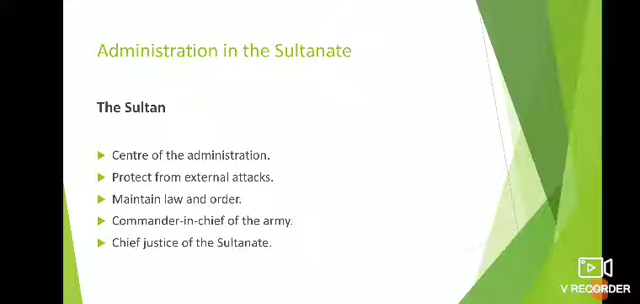 Administration in the Sultanate
The Sultan
Centre of the administration.
Protect from external attacks.
Maintain law and order.
Commander-in-chief of the army.
Chief justice of the Sultanate.
V RECORDER